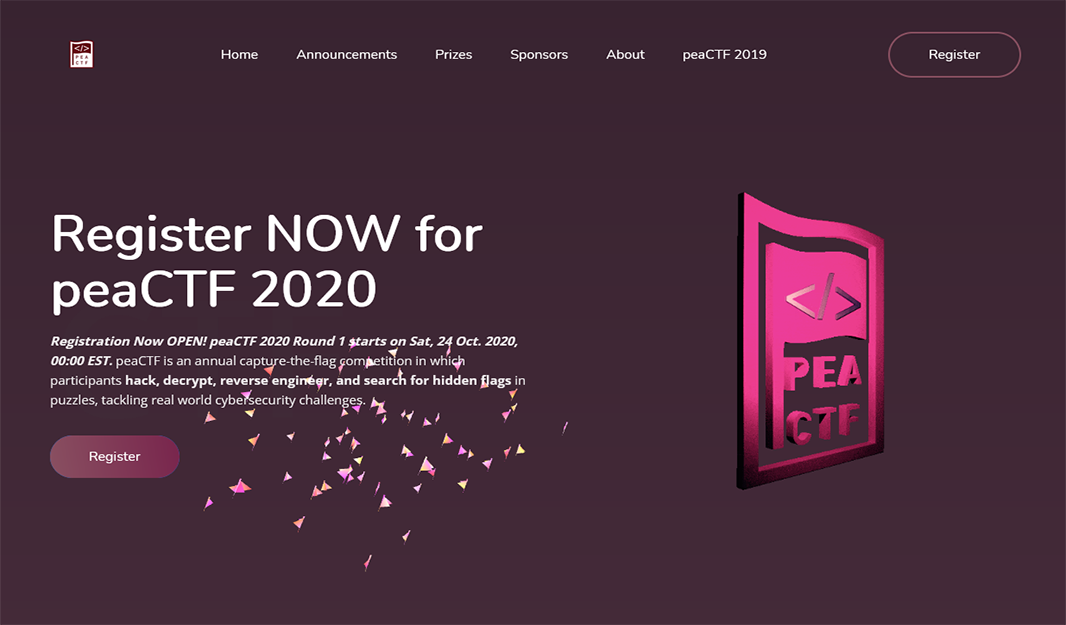 </>
PEA
CTF
Home
Announcements
Prizes
Sponsors
About
peaCTF 2019
Register
Register NOW for
peaCTF 2020
Registration Now OPEN! peaCTF 2020 Round 1 starts on Sat, 24 Oct. 2020,
00:00 EST. peaCTF is an annual capture-the-flag competition in which
participants hack, decrypt, reverse engineer, and search for hidden flags in
puzzles, tackling real world cybersecurity challenges.
Register
</>
PEA
CTF